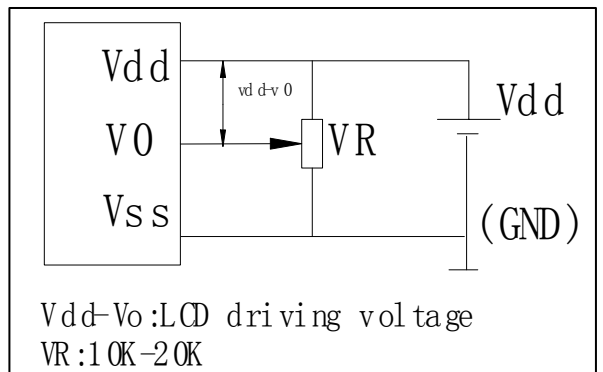 Vdd
vdd-v0
Vdd
V0
VR
Vss
(GND)
Vdd-Vo:LCD driving voltage
VR:10K-20K